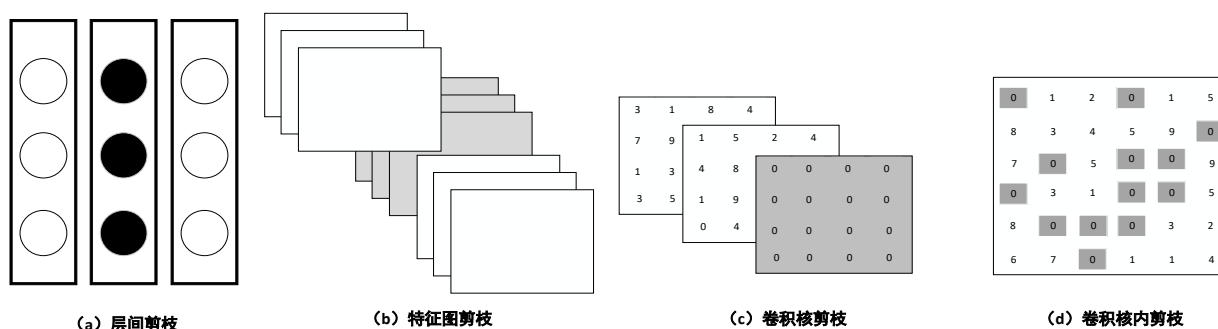 3 1 8 4
7 9
1 3
3 5
1 5 2 4
4 8
1 9
0 4
0 0 0 0
0 0 0 0
0 0 0 0
0 0 0 0
0 1 2 0 1 5
8 3 4 5 9 0
7 0 5 0 0 9
0 3 1 0 0 5
8 0 0 0 3 2
6 7 0 1 1 4
（a）层间剪枝
（b）特征图剪枝
（c）卷积核剪枝
（d）卷积核内剪枝